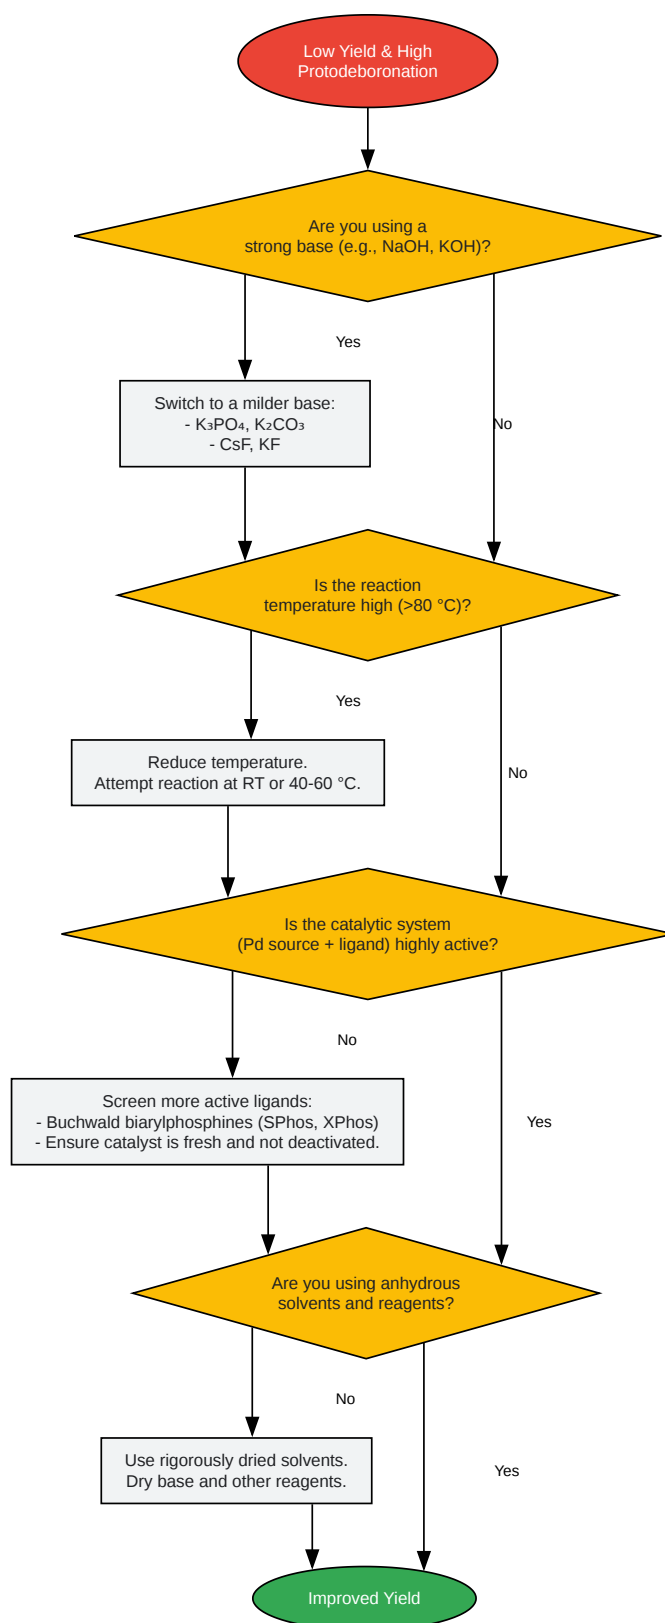 Low Yield & High
Protodeboronation
Are you using a
strong base (e.g., NaOH, KOH)?
Yes
Switch to a milder base:
- K₃PO₄, K₂CO₃
- CsF, KF
No
Is the reaction
temperature high (>80 °C)?
Yes
Reduce temperature.
Attempt reaction at RT or 40-60 °C.
No
Is the catalytic system
(Pd source + ligand) highly active?
No
Screen more active ligands:
- Buchwald biarylphosphines (SPhos, XPhos)
- Ensure catalyst is fresh and not deactivated.
Yes
Are you using anhydrous
solvents and reagents?
No
Use rigorously dried solvents.
Dry base and other reagents.
Yes
Improved Yield